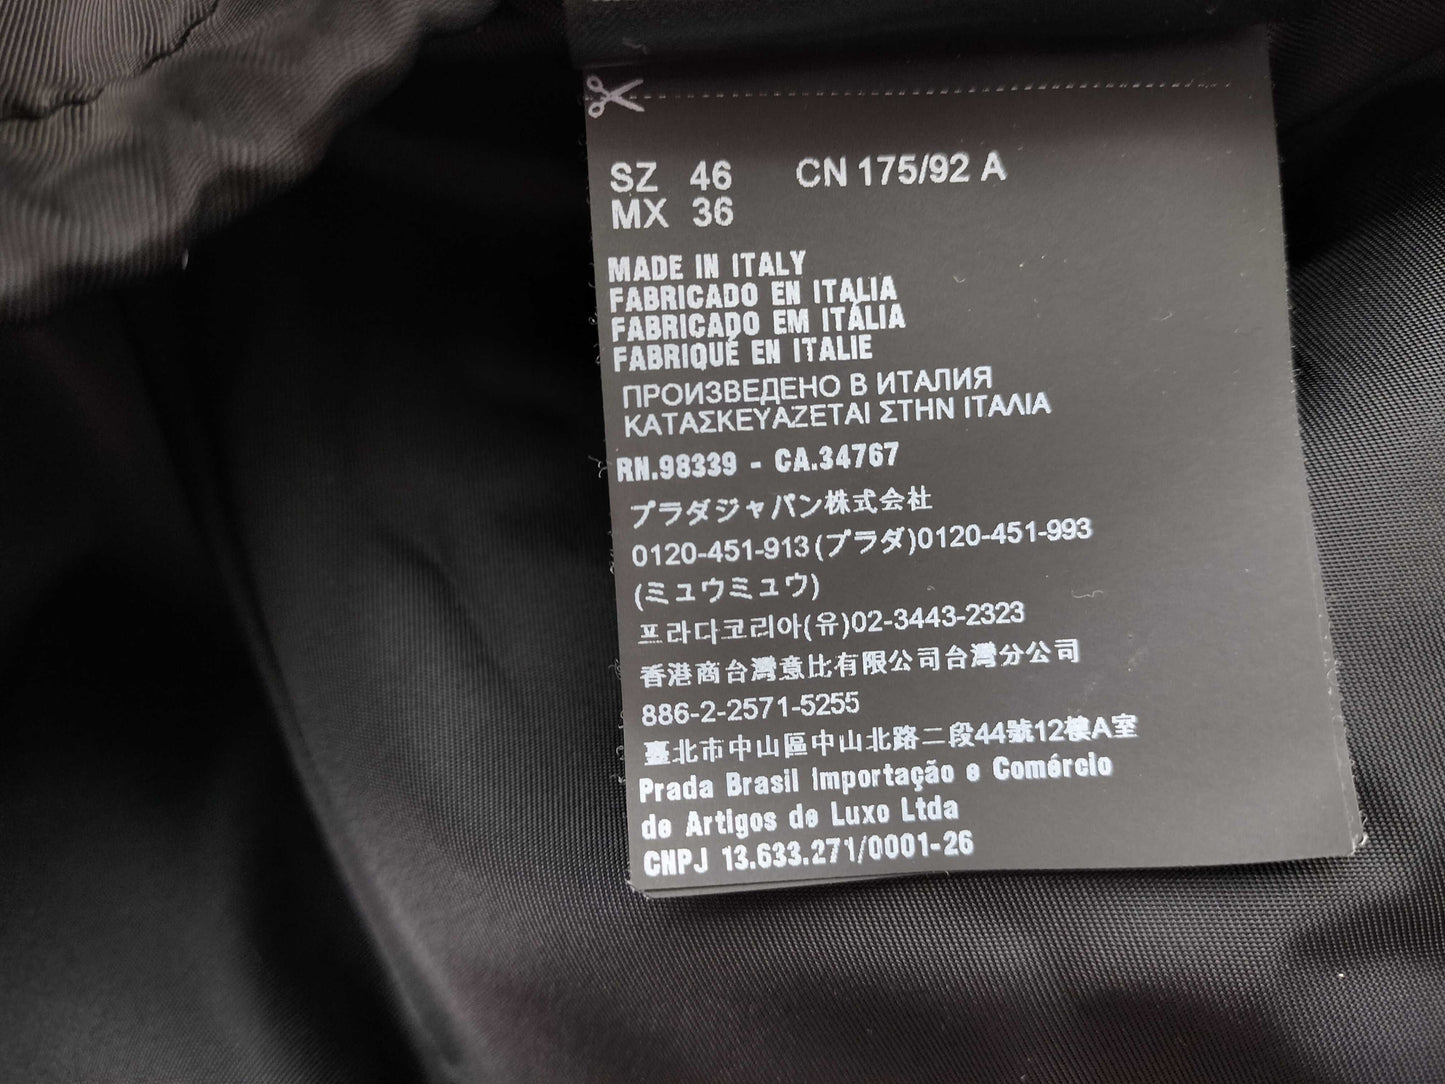 SZ 46 CN 175/92 A
MX 36
MADE IN ITALY
FABRICADO EN ITALIA
FABRICADO EM ITÁLIA
FABRIQUÉ EN ITALIE
ПРОИЗВЕДЕНО В ИТАЛИЯ
ΚΑΤΑΣΚΕΥΑΖΕΤΑΙ ΣΤΗΝ ΙΤΑΛΙΑ
RN.98339 - CA.34767
プラダジャパン株式会社
0120-451-913(プラダ)0120-451-993
(ミュウミュウ)
프라다코리아(유)02-3443-2323
香港商台灣意比有限公司台灣分公司
886-2-2571-5255
臺北市中山區中山北路二段44號12樓A室
Prada Brasil Importação e Comércio
de Artigos de Luxo Ltda
CNPJ 13.633.271/0001-26